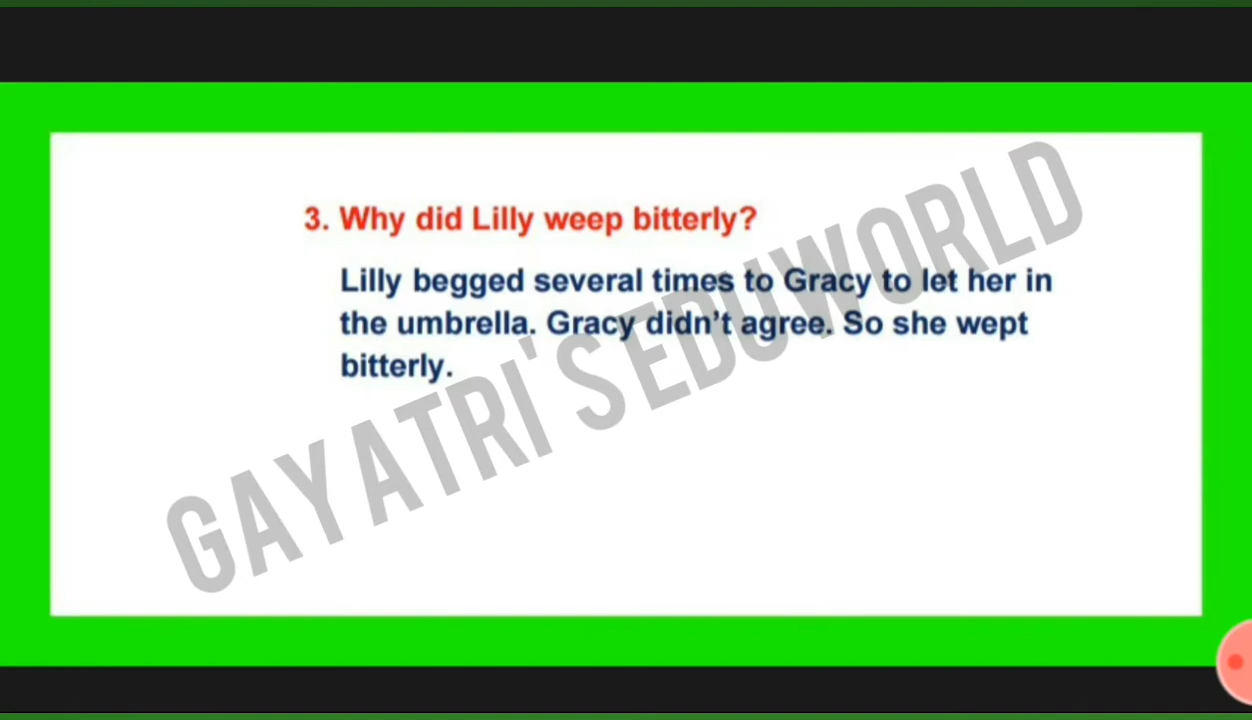 3. Why did Lilly weep bitterly?
Lilly begged several times to Gracy to let her in
the umbrella. Gracy didn't agree. So she wept
bitterly.
GAYATRI'S EDUWORLD